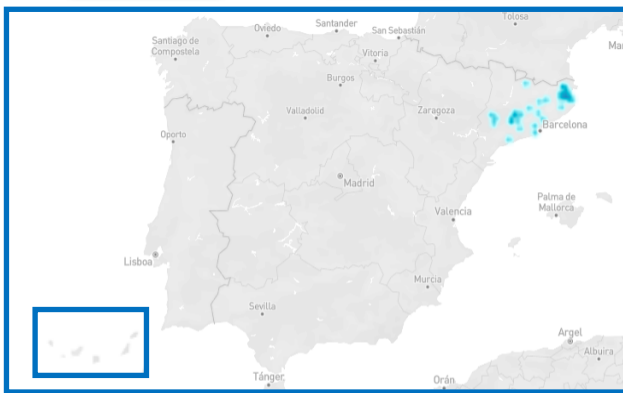 Tolosa
Oviedo
Santander
San Sebastián
Santiago de
Compostela
Vitoria
Burgos
Valladolid
Zaragoza
Barcelona
Oporto
Madrid
Palma de
Mallorca
Valencia
Lisboa
Murcia
Sevilla
Argel
Albuira
Tánger
Orán